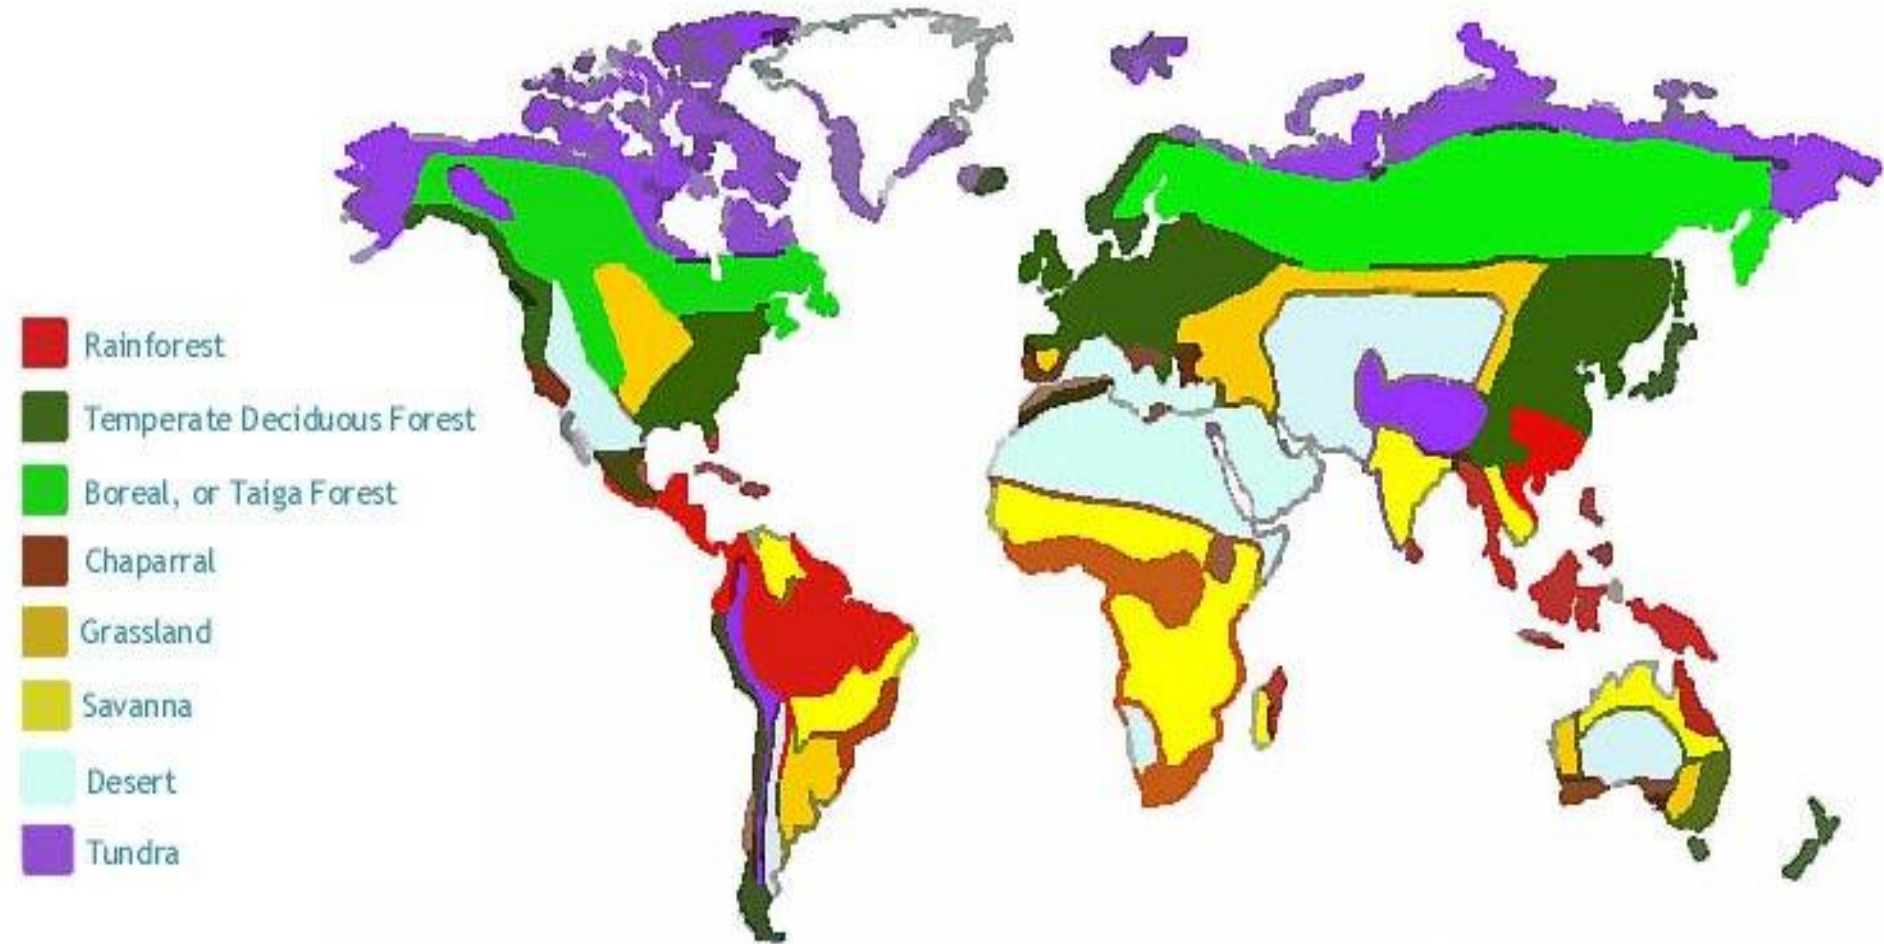 Rainforest
Temperate Deciduous Forest
Boreal, or Taiga Forest
Chaparral
Grassland
Savanna
Desert
Tundra